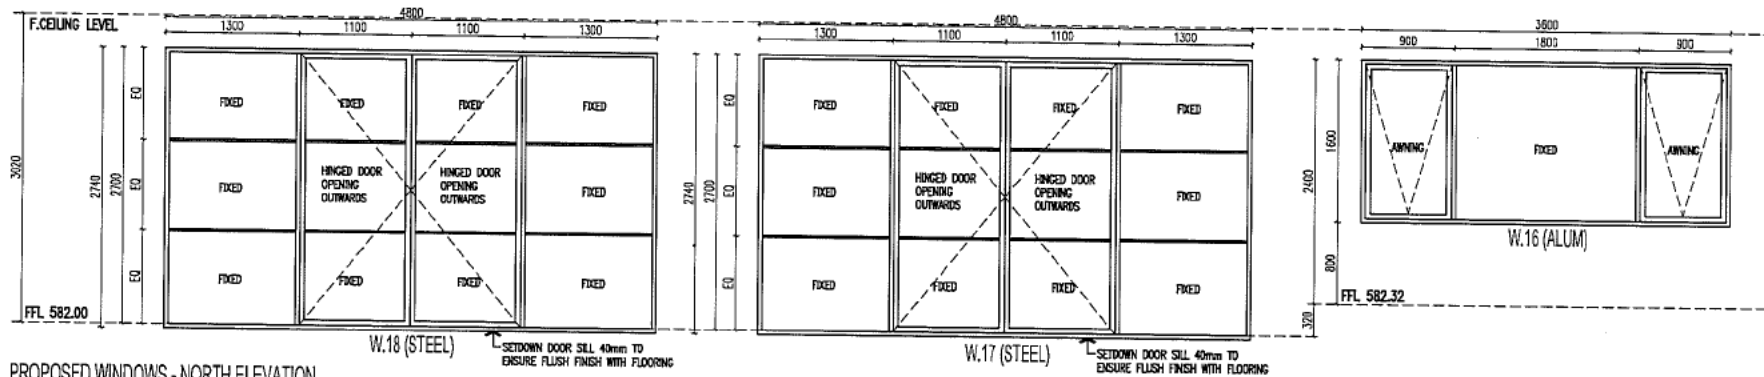 F.CEILING LEVEL
4800
1300 1100 1100 1300
3020
2740
2700
EQ
EQ
EQ
FIXED FIXED FIXED FIXED
FIXED
HINGED DOOR
OPENING
OUTWARDS
HINGED DOOR
OPENING
OUTWARDS
FIXED
FIXED FIXED FIXED FIXED
FFL 582.00
W.18 (STEEL)
SETDOWN DOOR SILL 40mm TO
ENSURE FLUSH FINISH WITH FLOORING
4800
1300 1100 1100 1300
2740
2700
EQ
EQ
EQ
FIXED FIXED FIXED FIXED
FIXED
HINGED DOOR
OPENING
OUTWARDS
HINGED DOOR
OPENING
OUTWARDS
FIXED
FIXED FIXED FIXED FIXED
W.17 (STEEL)
SETDOWN DOOR SILL 40mm TO
ENSURE FLUSH FINISH WITH FLOORING
3600
900 1800 900
2400
1600
800
320
AWNING FIXED AWNING
W.16 (ALUM)
FFL 582.32
PROPOSED WINDOWS - NORTH ELEVATION